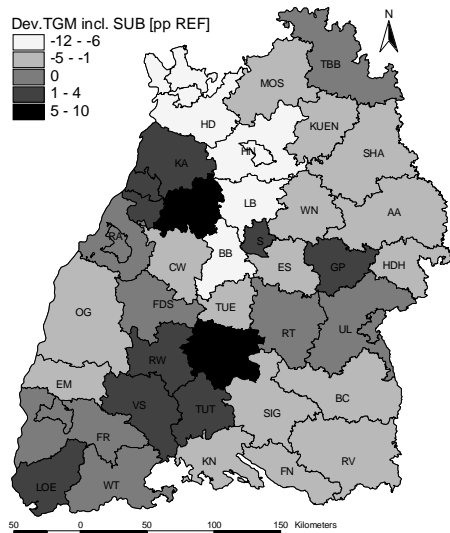 Dev.TGM incl. SUB [pp REF]
-12 - -6
-5 - -1
0
1 - 4
5 - 10
N
TBB
MOS
HD
KUEN
HN
SHA
KA
LB
WN
AA
RA
S
BB
CW
ES
GP
HDH
OG
FDS
TUE
RT
UL
RW
EM
VS
TUT
SIG
BC
FR
KN
FN
RV
LOE
WT
50 0 50 100 150 Kilometers